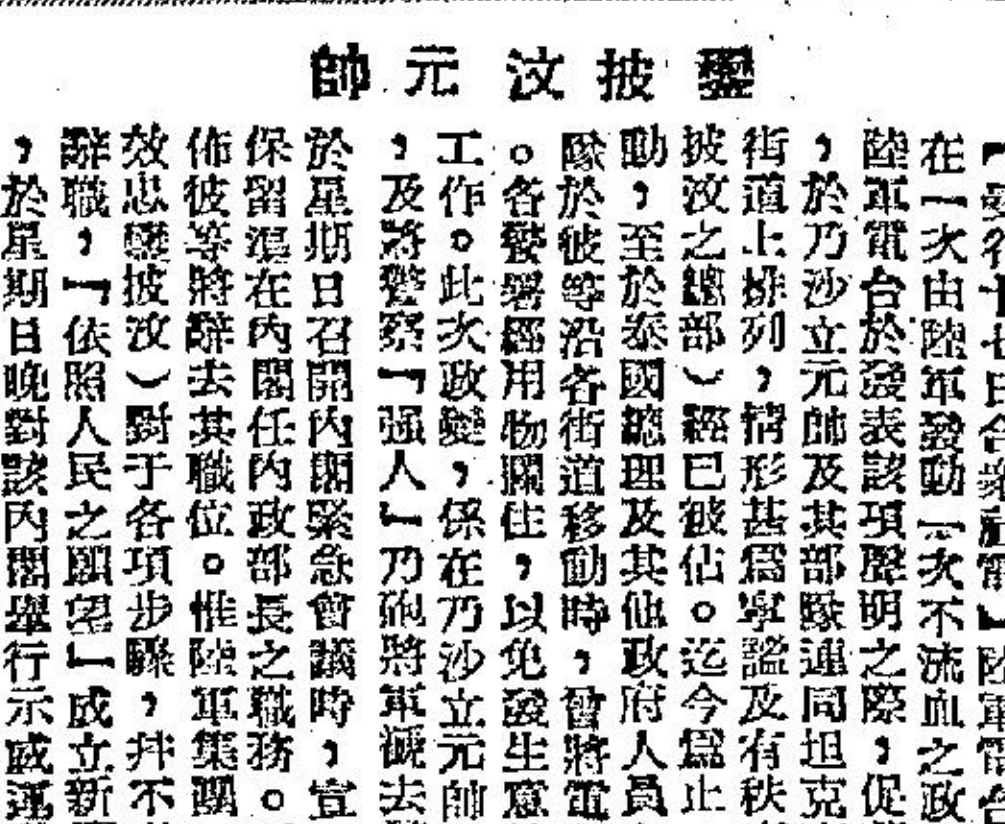 鑾披汶元帥
「曼谷十七日合衆社電」陸軍電台
在一次由陸軍發動一次不流血之政
陸軍電台於發表該項聲明之際，促
，於乃沙立元帥及其部隊連同坦克
街道上排列，情形甚爲寧謐及有秩
披汶之總部）經已被佔。迄今爲止
動，至於泰國總理及其他政府人員
隊於彼等沿各街道移動時，曾將電
。各警署經用物攔住，以免發生意
工作。此次政變，係在乃沙立元帥
，及將警察「强人」乃砲將軍褫去
於星期日召開內閣緊急會議時，宣
保留混在內閣任內政部長之職務。
佈彼等將辭去其職位。惟陸軍集團
效忠鑾披汶）對于各項步驟，幷不
辭職，「依照人民之願望」成立新
，於星期日晚對該內閣舉行示威運